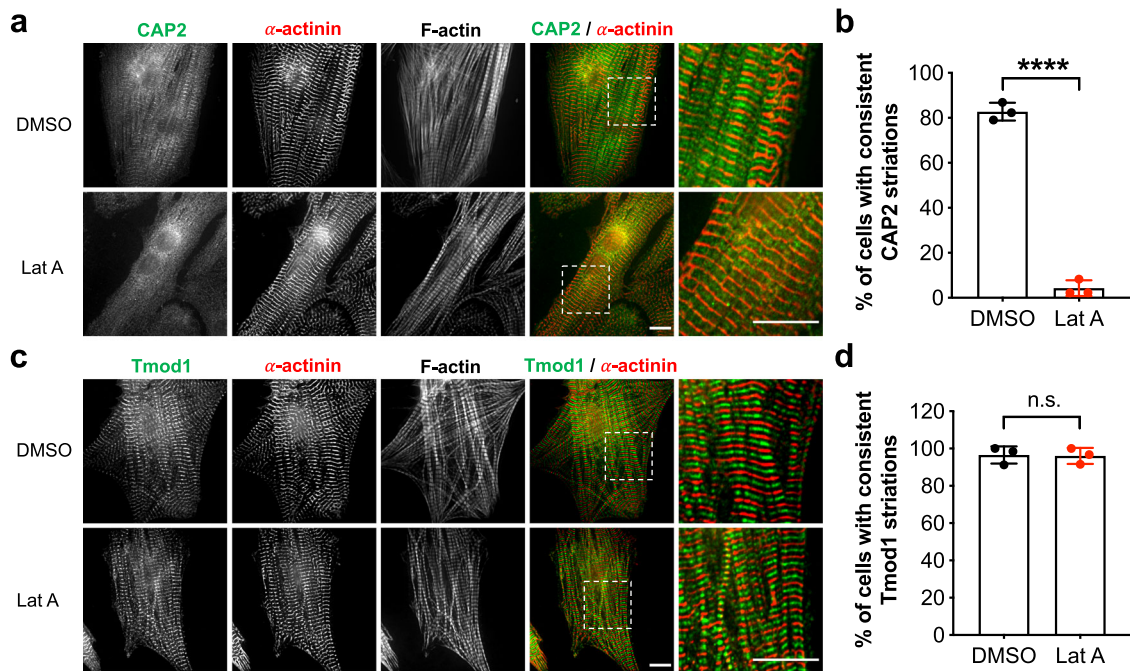 a
CAP2
α-actinin
F-actin
CAP2 / α-actinin
DMSO
Lat A
b
% of cells with consistent
CAP2 striations
100
80
60
40
20
0
****
DMSO
Lat A
c
Tmod1
α-actinin
F-actin
Tmod1 / α-actinin
DMSO
Lat A
d
% of cells with consistent
Tmod1 striations
120
100
80
60
40
20
0
n.s.
DMSO
Lat A